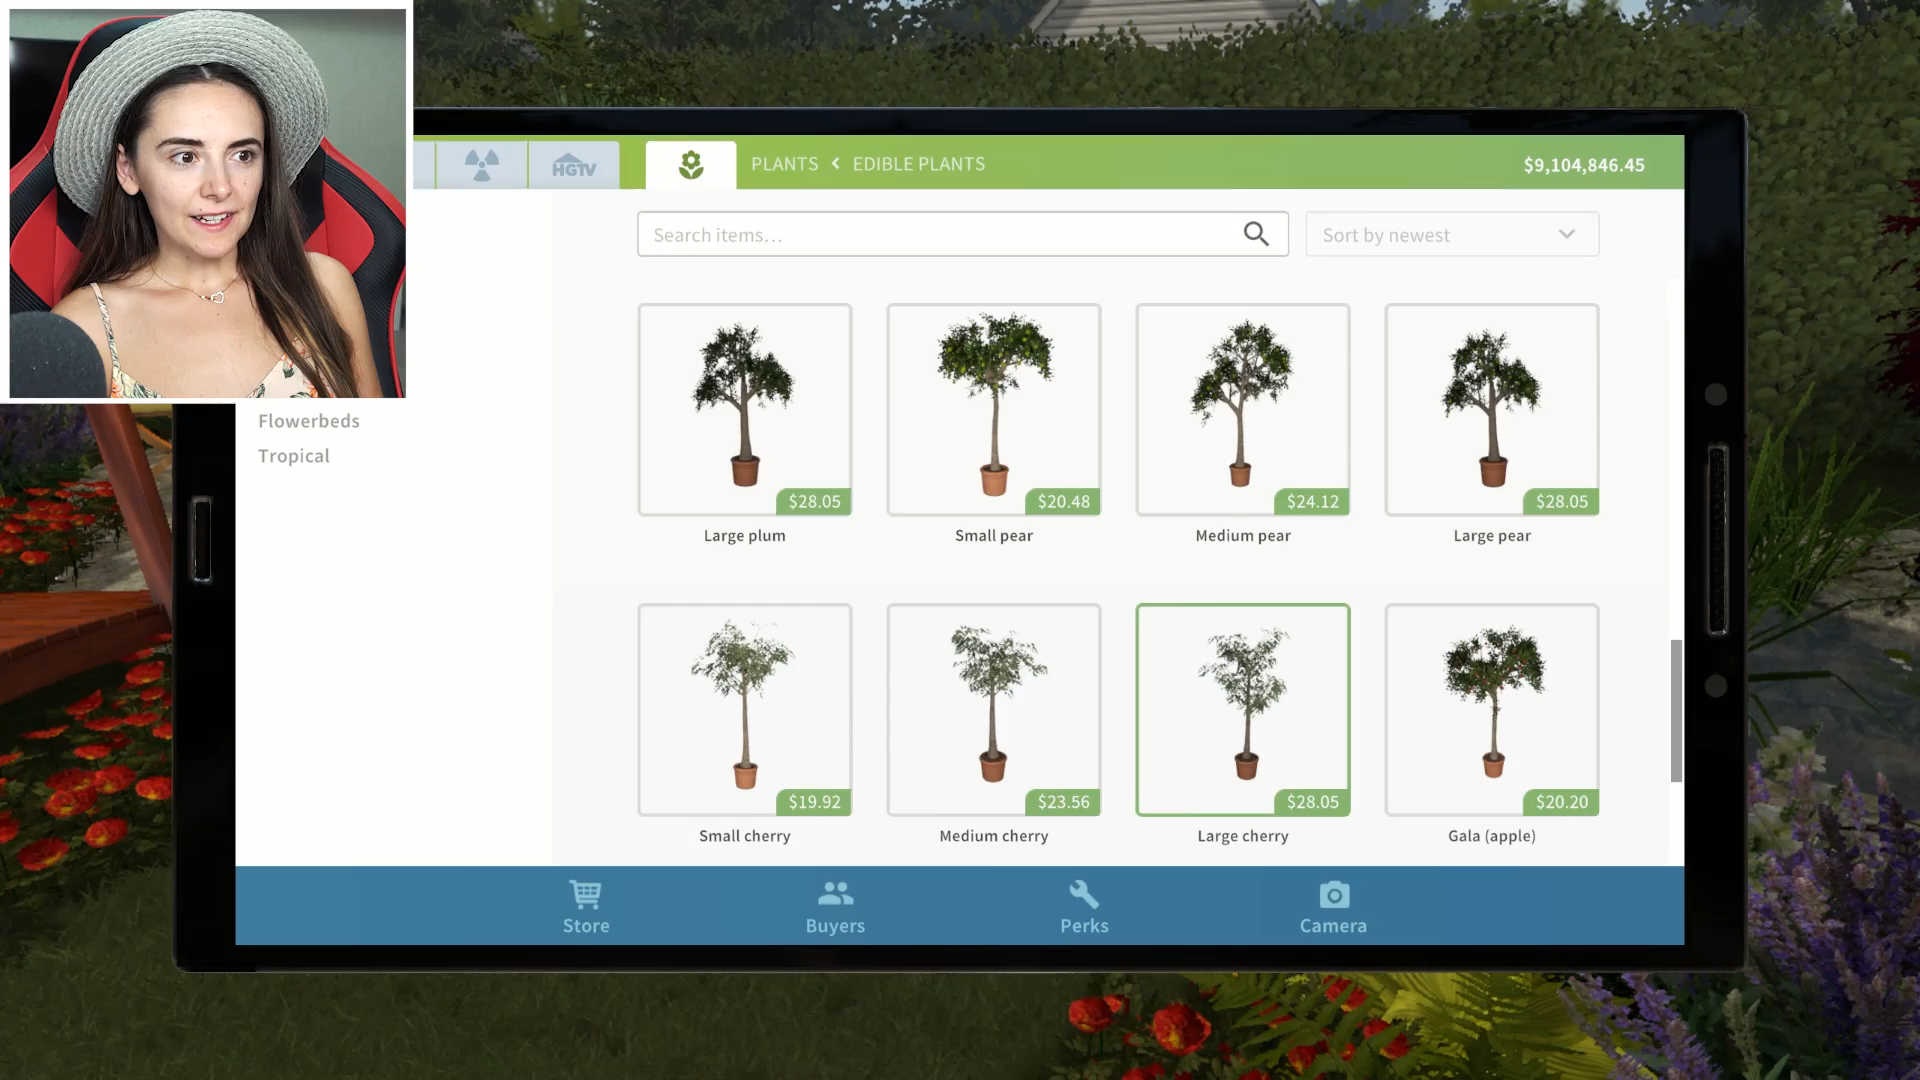 HGTV
PLANTS < EDIBLE PLANTS
$9,104,846.45
Search items...
Sort by newest
Flowerbeds
Tropical
$28.05
$20.48
$24.12
$28.05
Large plum
Small pear
Medium pear
Large pear
$19.92
$23.56
$28.05
$20.20
Small cherry
Medium cherry
Large cherry
Gala (apple)
Store
Buyers
Perks
Camera